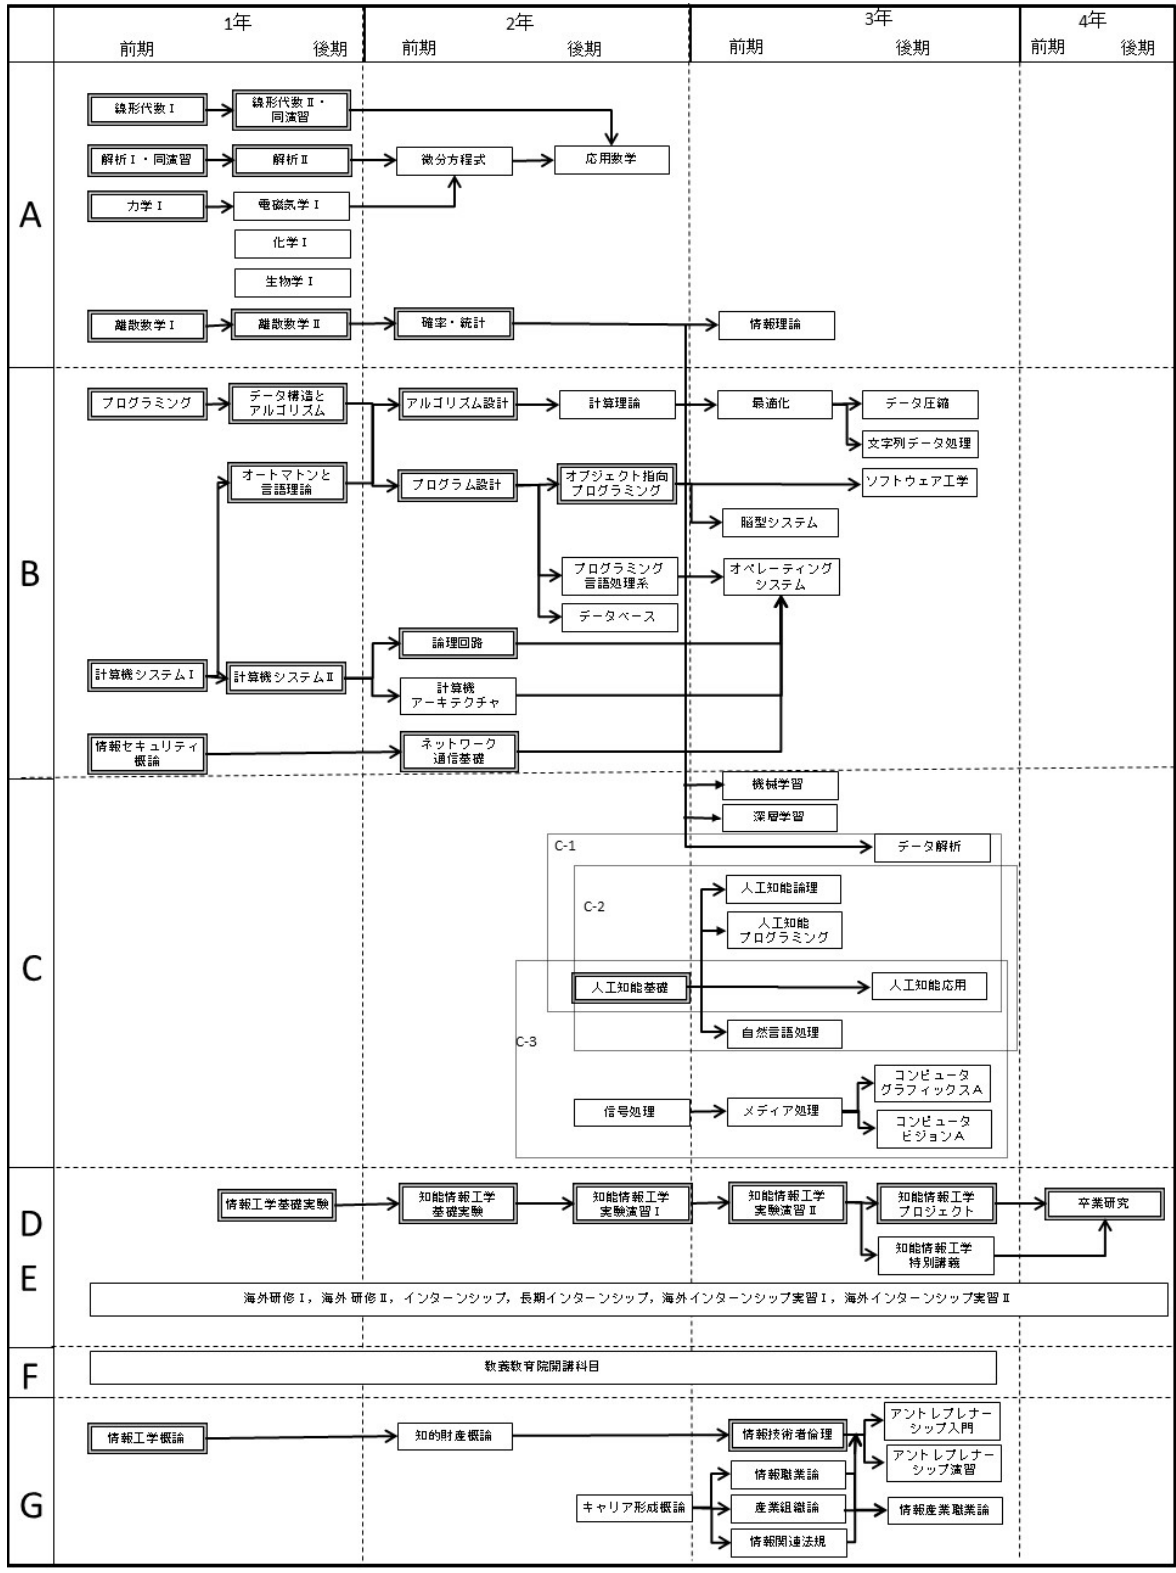 1年
2年
3年
4年
前期
後期
前期
後期
前期
後期
前期
後期
A
線形代数Ⅰ
線形代数Ⅱ・
同演習
解析Ⅰ・同演習
解析Ⅱ
微分方程式
応用数学
力学Ⅰ
電磁気学Ⅰ
化学Ⅰ
生物学Ⅰ
離散数学Ⅰ
離散数学Ⅱ
確率・統計
情報理論
B
プログラミング
データ構造と
アルゴリズム
アルゴリズム設計
計算理論
最適化
データ圧縮
文字列データ処理
オートマトンと
言語理論
プログラム設計
オブジェクト指向
プログラミング
ソフトウェア工学
脳型システム
プログラミング
言語処理系
オペレーティング
システム
データベース
論理回路
計算機システムⅠ
計算機システムⅡ
計算機
アーキテクチャ
情報セキュリティ
概論
ネットワーク
通信基礎
C
機械学習
深層学習
C-1
データ解析
C-2
人工知能論理
人工知能
プログラミング
人工知能基礎
人工知能応用
C-3
自然言語処理
信号処理
メディア処理
コンピュータ
グラフィックスA
コンピュータ
ビジョンA
D
情報工学基礎実験
知能情報工学
基礎実験
知能情報工学
実験演習Ⅰ
知能情報工学
実験演習Ⅱ
知能情報工学
プロジェクト
卒業研究
知能情報工学
特別講義
E
海外研修Ⅰ，海外研修Ⅱ，インターンシップ，長期インターンシップ，海外インターンシップ実習Ⅰ，海外インターンシップ実習Ⅱ
F
教養教育院開講科目
G
情報工学概論
知的財産概論
情報技術者倫理
アントレプレナー
シップ入門
アントレプレナー
シップ演習
情報職業論
キャリア形成概論
産業組織論
情報産業職業論
情報関連法規